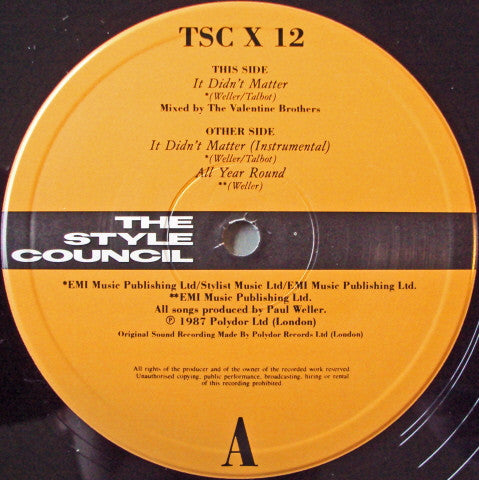 TSC X 12
THIS SIDE
It Didn't Matter
*(Weller/Talbot)
Mixed by The Valentine Brothers
OTHER SIDE
It Didn't Matter (Instrumental)
*(Weller/Talbot)
All Year Round
**(Weller)
THE
STYLE
COUNCIL
*EMI Music Publishing Ltd/Stylist Music Ltd/EMI Music Publishing Ltd.
**EMI Music Publishing Ltd.
All songs produced by Paul Weller.
℗ 1987 Polydor Ltd (London)
Original Sound Recording Made By Polydor Records Ltd (London)
All rights of the producer and of the owner of the recorded work reserved
Unauthorised copying, public performance, broadcasting, hiring or rental
of this recording prohibited
A